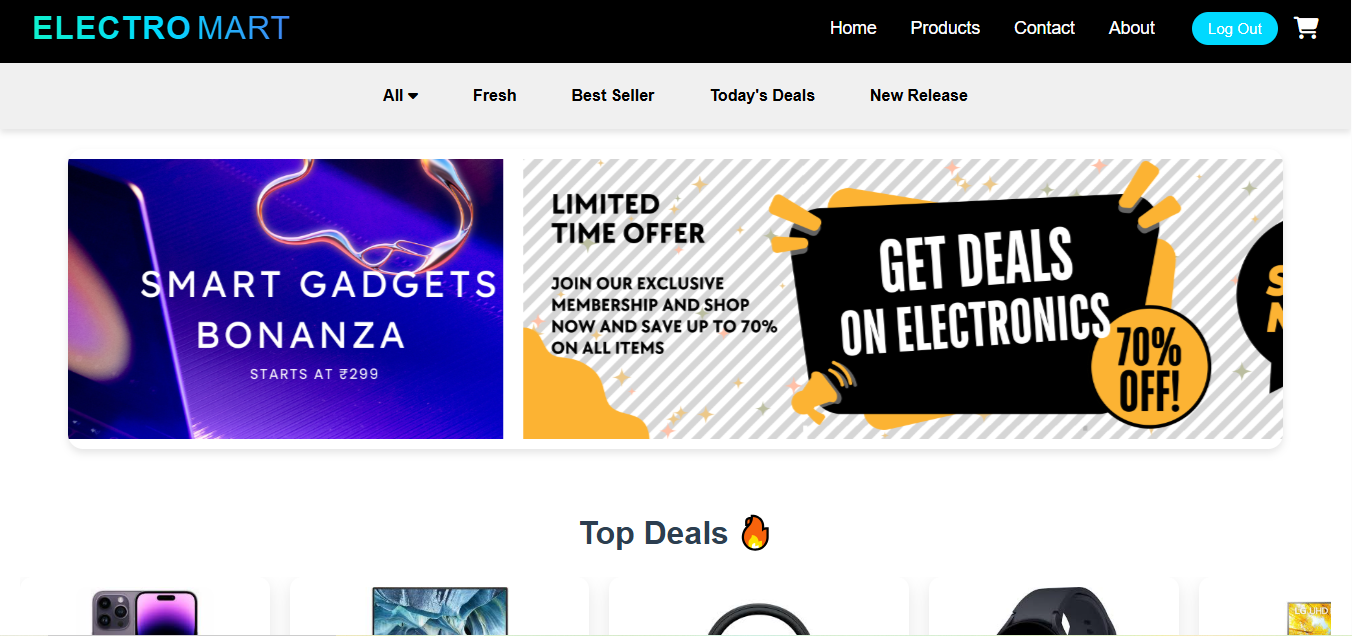 ELECTRO MART
Home Products Contact About Log Out
All Fresh Best Seller Today's Deals New Release
SMART GADGETS
BONANZA
STARTS AT ₹299
LIMITED
TIME OFFER
JOIN OUR EXCLUSIVE
MEMBERSHIP AND SHOP
NOW AND SAVE UP TO 70%
ON ALL ITEMS
GET DEALS
ON ELECTRONICS
70%
OFF!
Top Deals
LG UHD